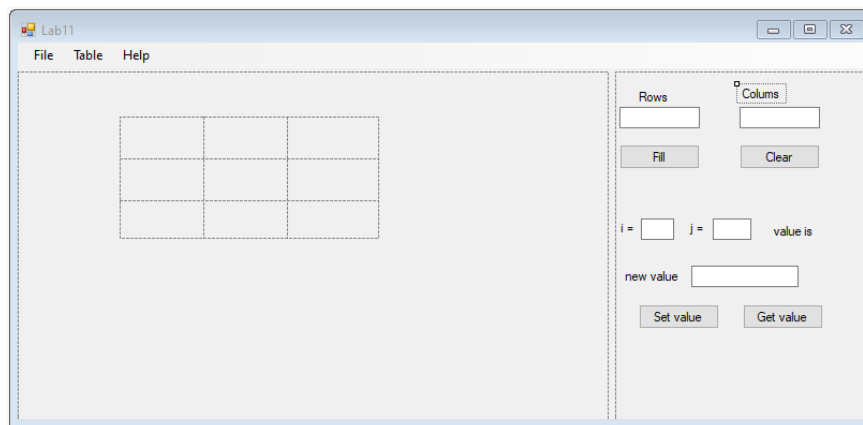 Lab11
File Table Help
Rows Colums
Fill Clear
i = j = value is
new value
Set value Get value